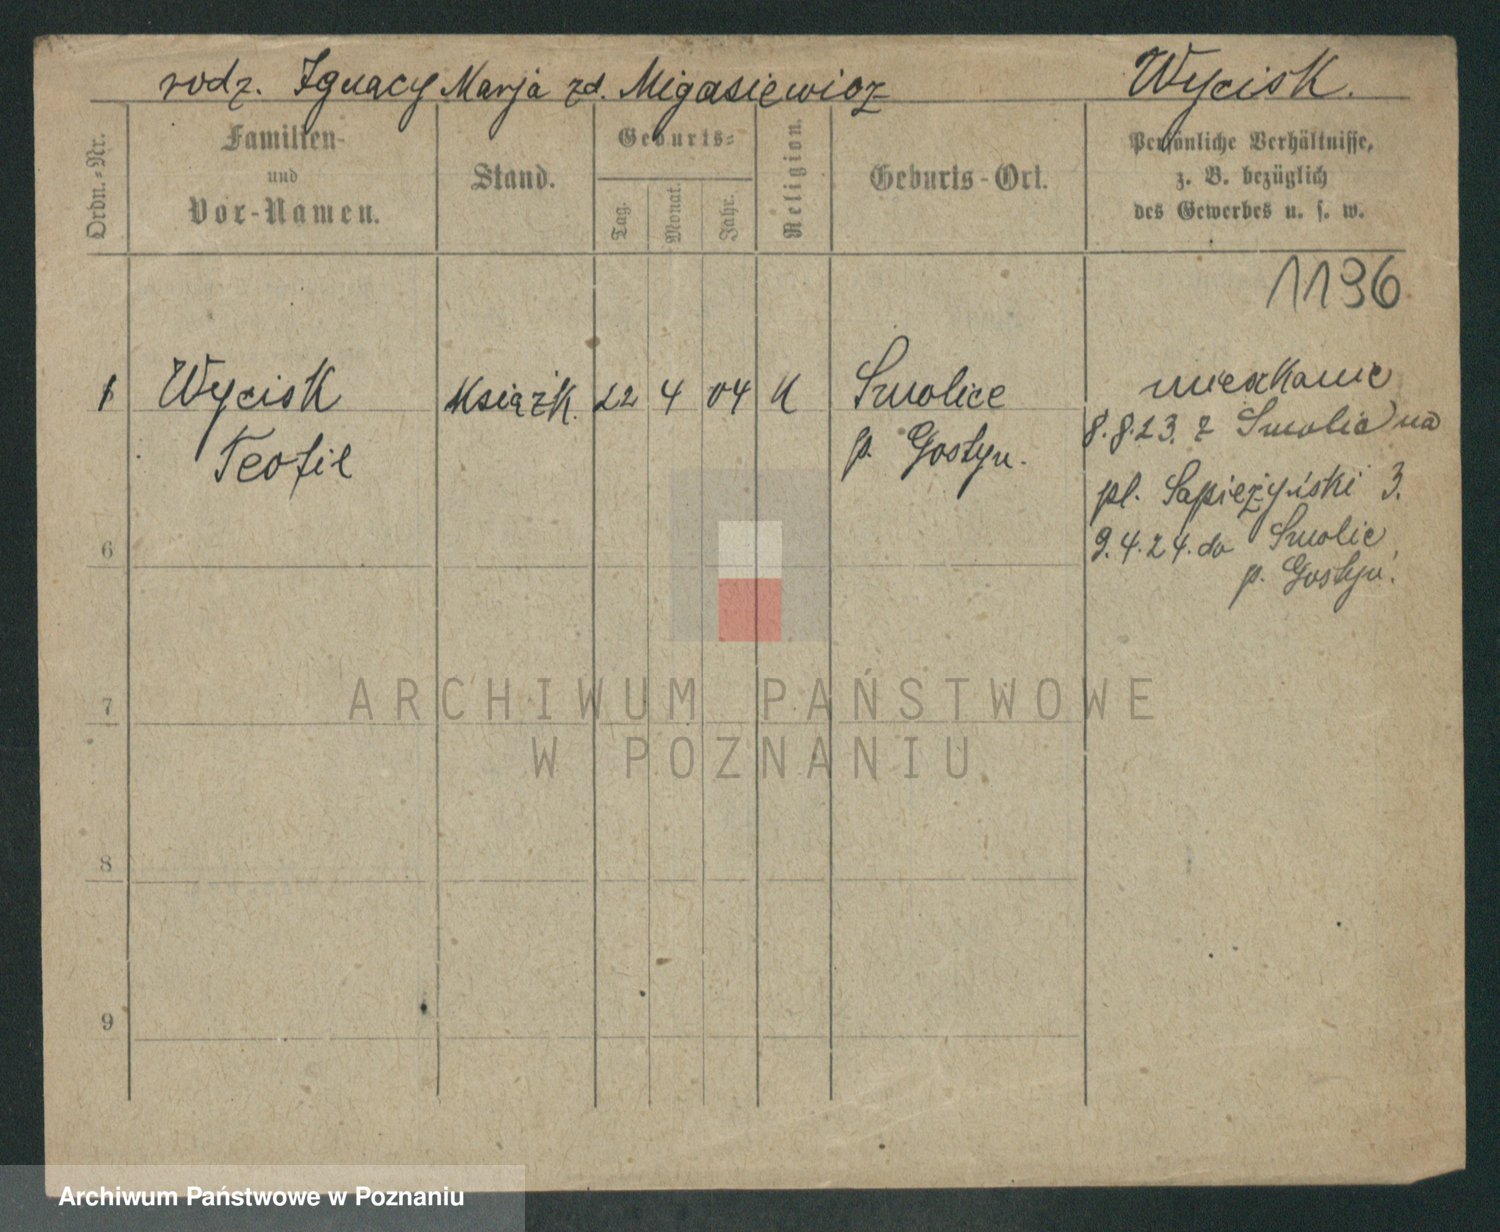 rodz. Ignacy Marja zd. Migasiewicz Wycisk.
Ordn.-Nr.
Familien-
und
Vor-Namen.
Stand.
Geburts-
Tag.
Monat.
Jahr.
Religion.
Geburts-Ort.
Persönliche Verhältnisse,
z. B. bezüglich
des Gewerbes u. s. w.
1196
1 Wycisk Książk. 22 4 04 K Smolice mieszkanie
Teofil p. Gostyn. 8.8.23. z Smolic na
pl. Sapieżyński 3.
9.4.24. do Smolic
p. Gostyń.
6
7
8
9
ARCHIWUM PAŃSTWOWE
W POZNANIU
Archiwum Państwowe w Poznaniu